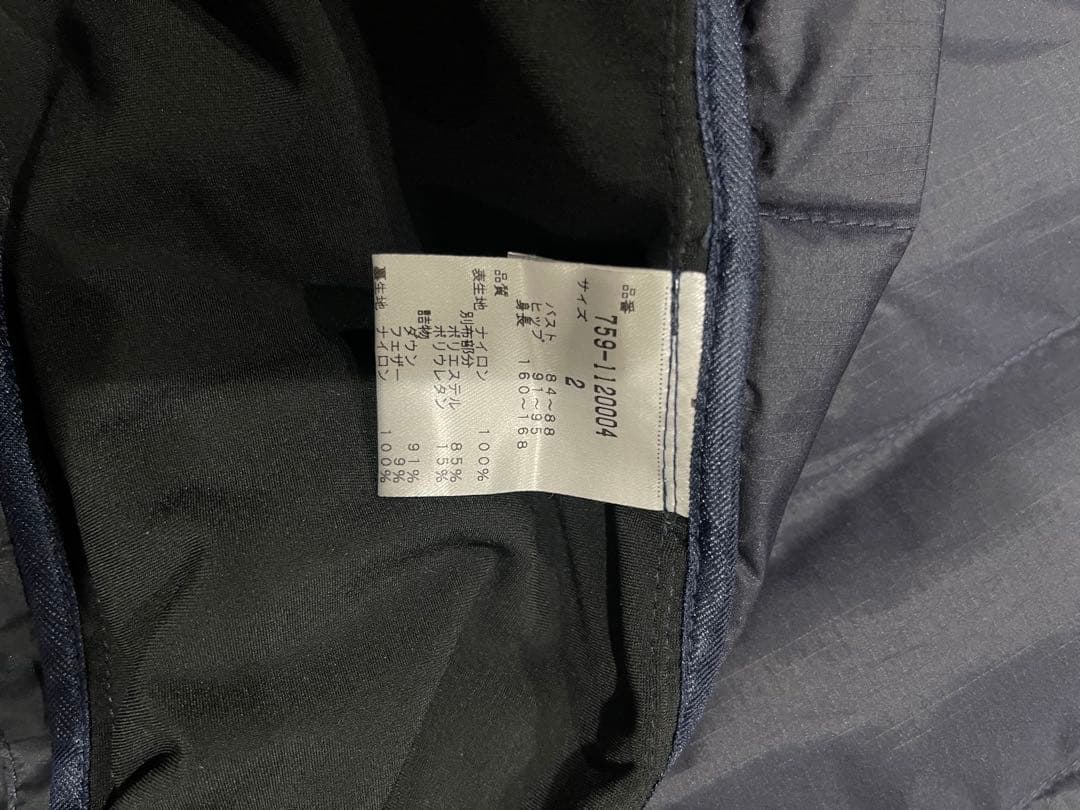 品番 759-1120004
サイズ 2
バスト 84～88
ヒップ 91～95
身長 160～168
品質
表生地 ナイロン 100%
別布部分
ポリエステル 85%
ポリウレタン 15%
詰物
ダウン 91%
フェザー 9%
裏生地 ナイロン 100%